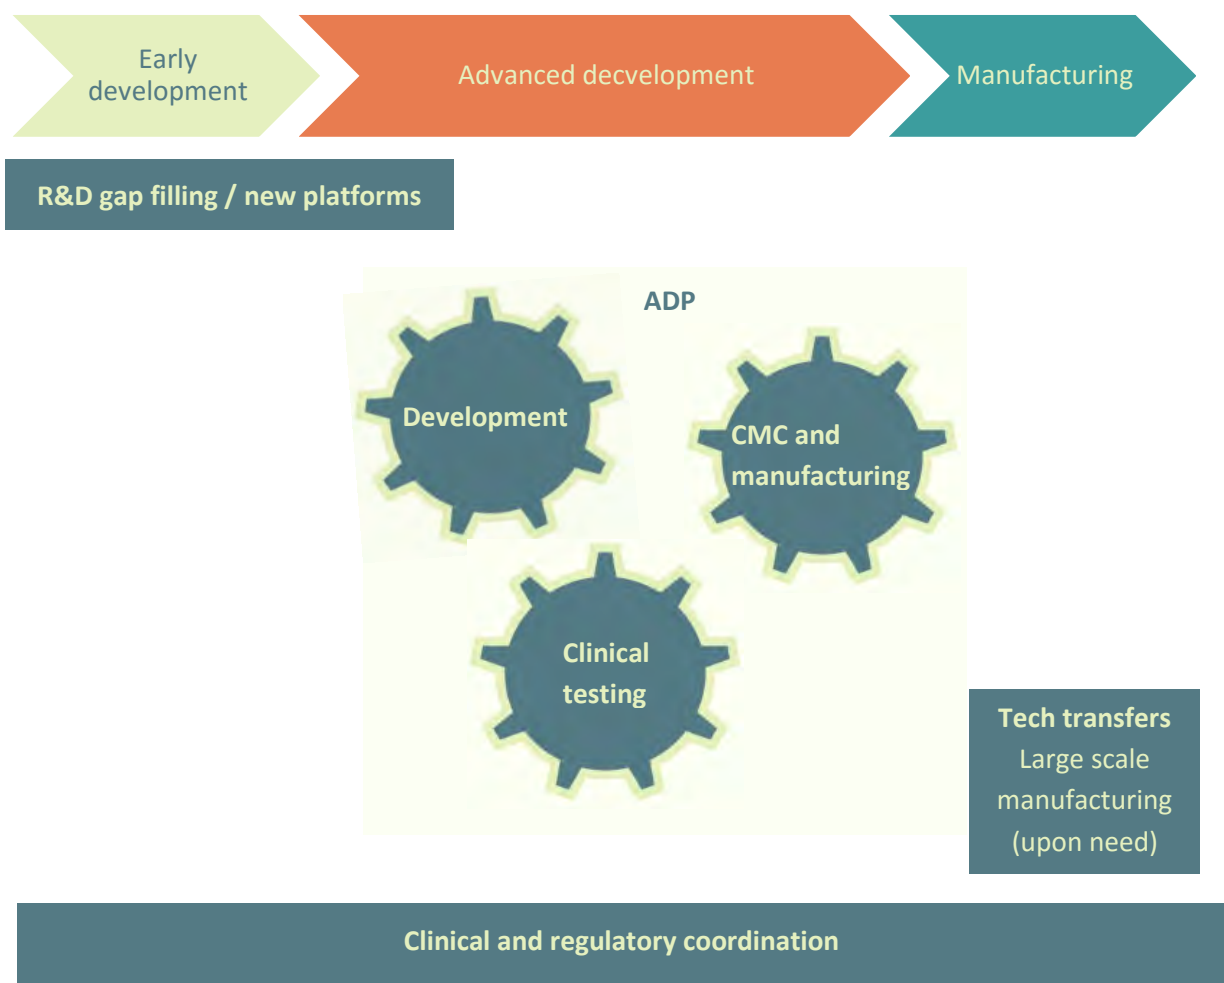 Early
development
Advanced decvelopment
Manufacturing
R&D gap filling / new platforms
ADP
Development
CMC and
manufacturing
Clinical
testing
Tech transfers
Large scale
manufacturing
(upon need)
Clinical and regulatory coordination